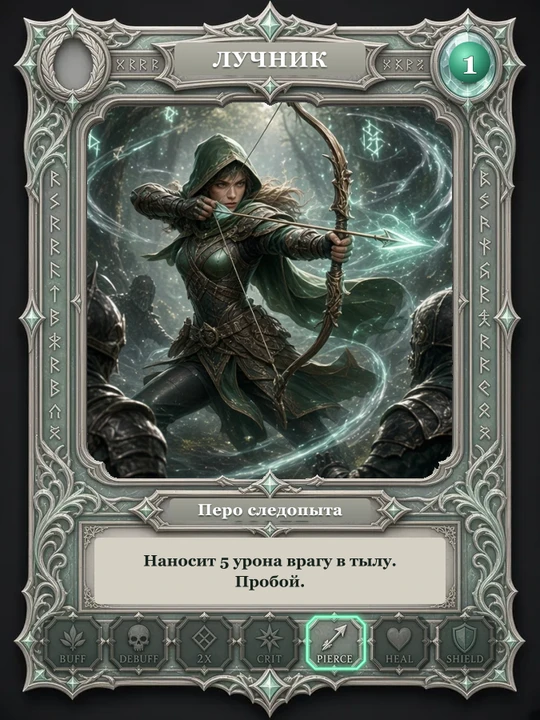 ЛУЧНИК
1
Перо следопыта
Наносит 5 урона врагу в тылу.
Пробой.
BUFF
DEBUFF
2X
CRIT
PIERCE
HEAL
SHIELD